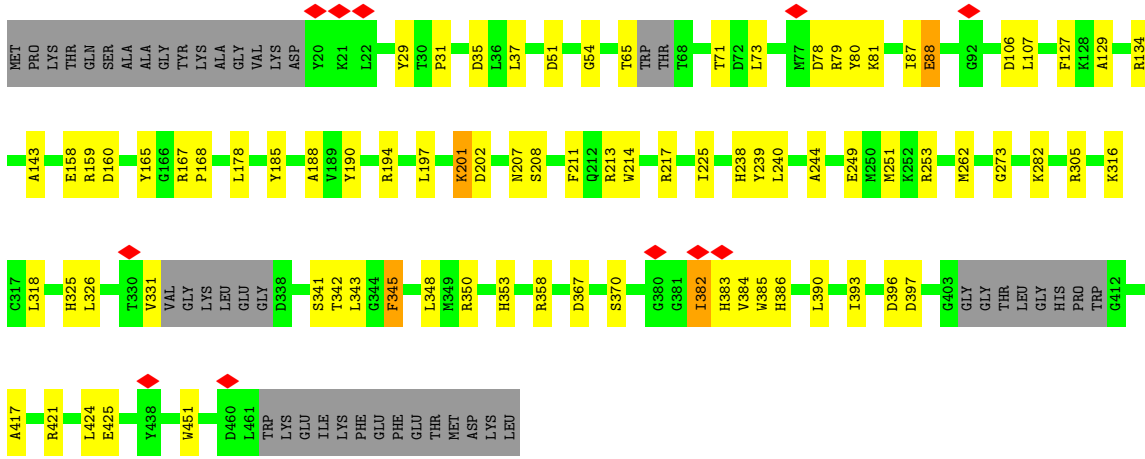 MET PRO LYS THR GLN SER ALA ALA GLY TYR LYS ALA GLY VAL LYS ASP Y20 K21 L22 Y29 T30 P31 D35 L36 L37 D51 G54 T65 TRP THR T68 T71 D72 L73 M77 D78 R79 Y80 K81 I87 E88 G92 D106 L107 F127 K128 A129 R134
A143 E158 R159 D160 Y165 G166 R167 P168 L178 Y185 A188 V189 Y190 R194 L197 K201 D202 N207 S208 F211 Q212 R213 W214 R217 I225 H238 Y239 L240 A244 E249 M250 M251 K252 R253 M262 G273 K282 R305 K316
C317 L318 H325 L326 T330 V331 VAL GLY LYS LEU GLU GLY D338 S341 T342 L343 G344 F345 L348 M349 R350 H353 R358 D367 S370 G380 G381 I382 H383 V384 W385 H386 L390 I393 D396 D397 G403 GLY GLY THR LEU GLY HIS PRO TRP G412
A417 R421 L424 E425 Y438 W451 D460 L461 TRP LYS GLU ILE LYS PHE GLU PHE GLU THR MET ASP LYS LEU